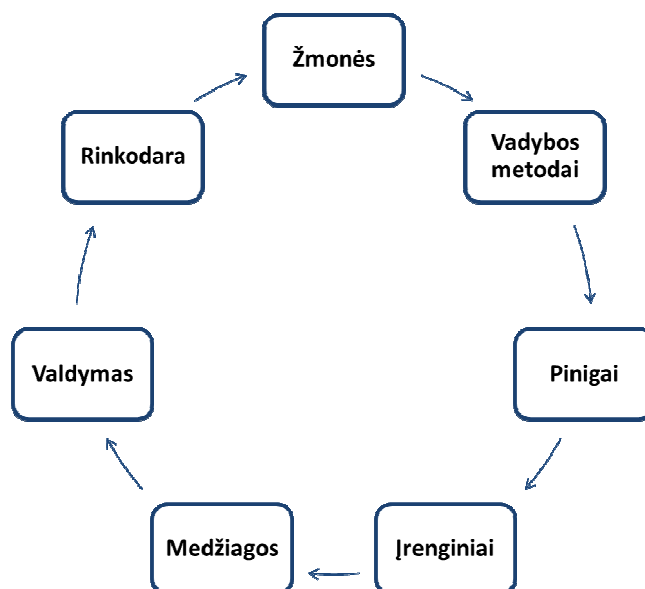 Žmonės
Vadybos
metodai
Pinigai
Įrenginiai
Medžiagos
Valdymas
Rinkodara